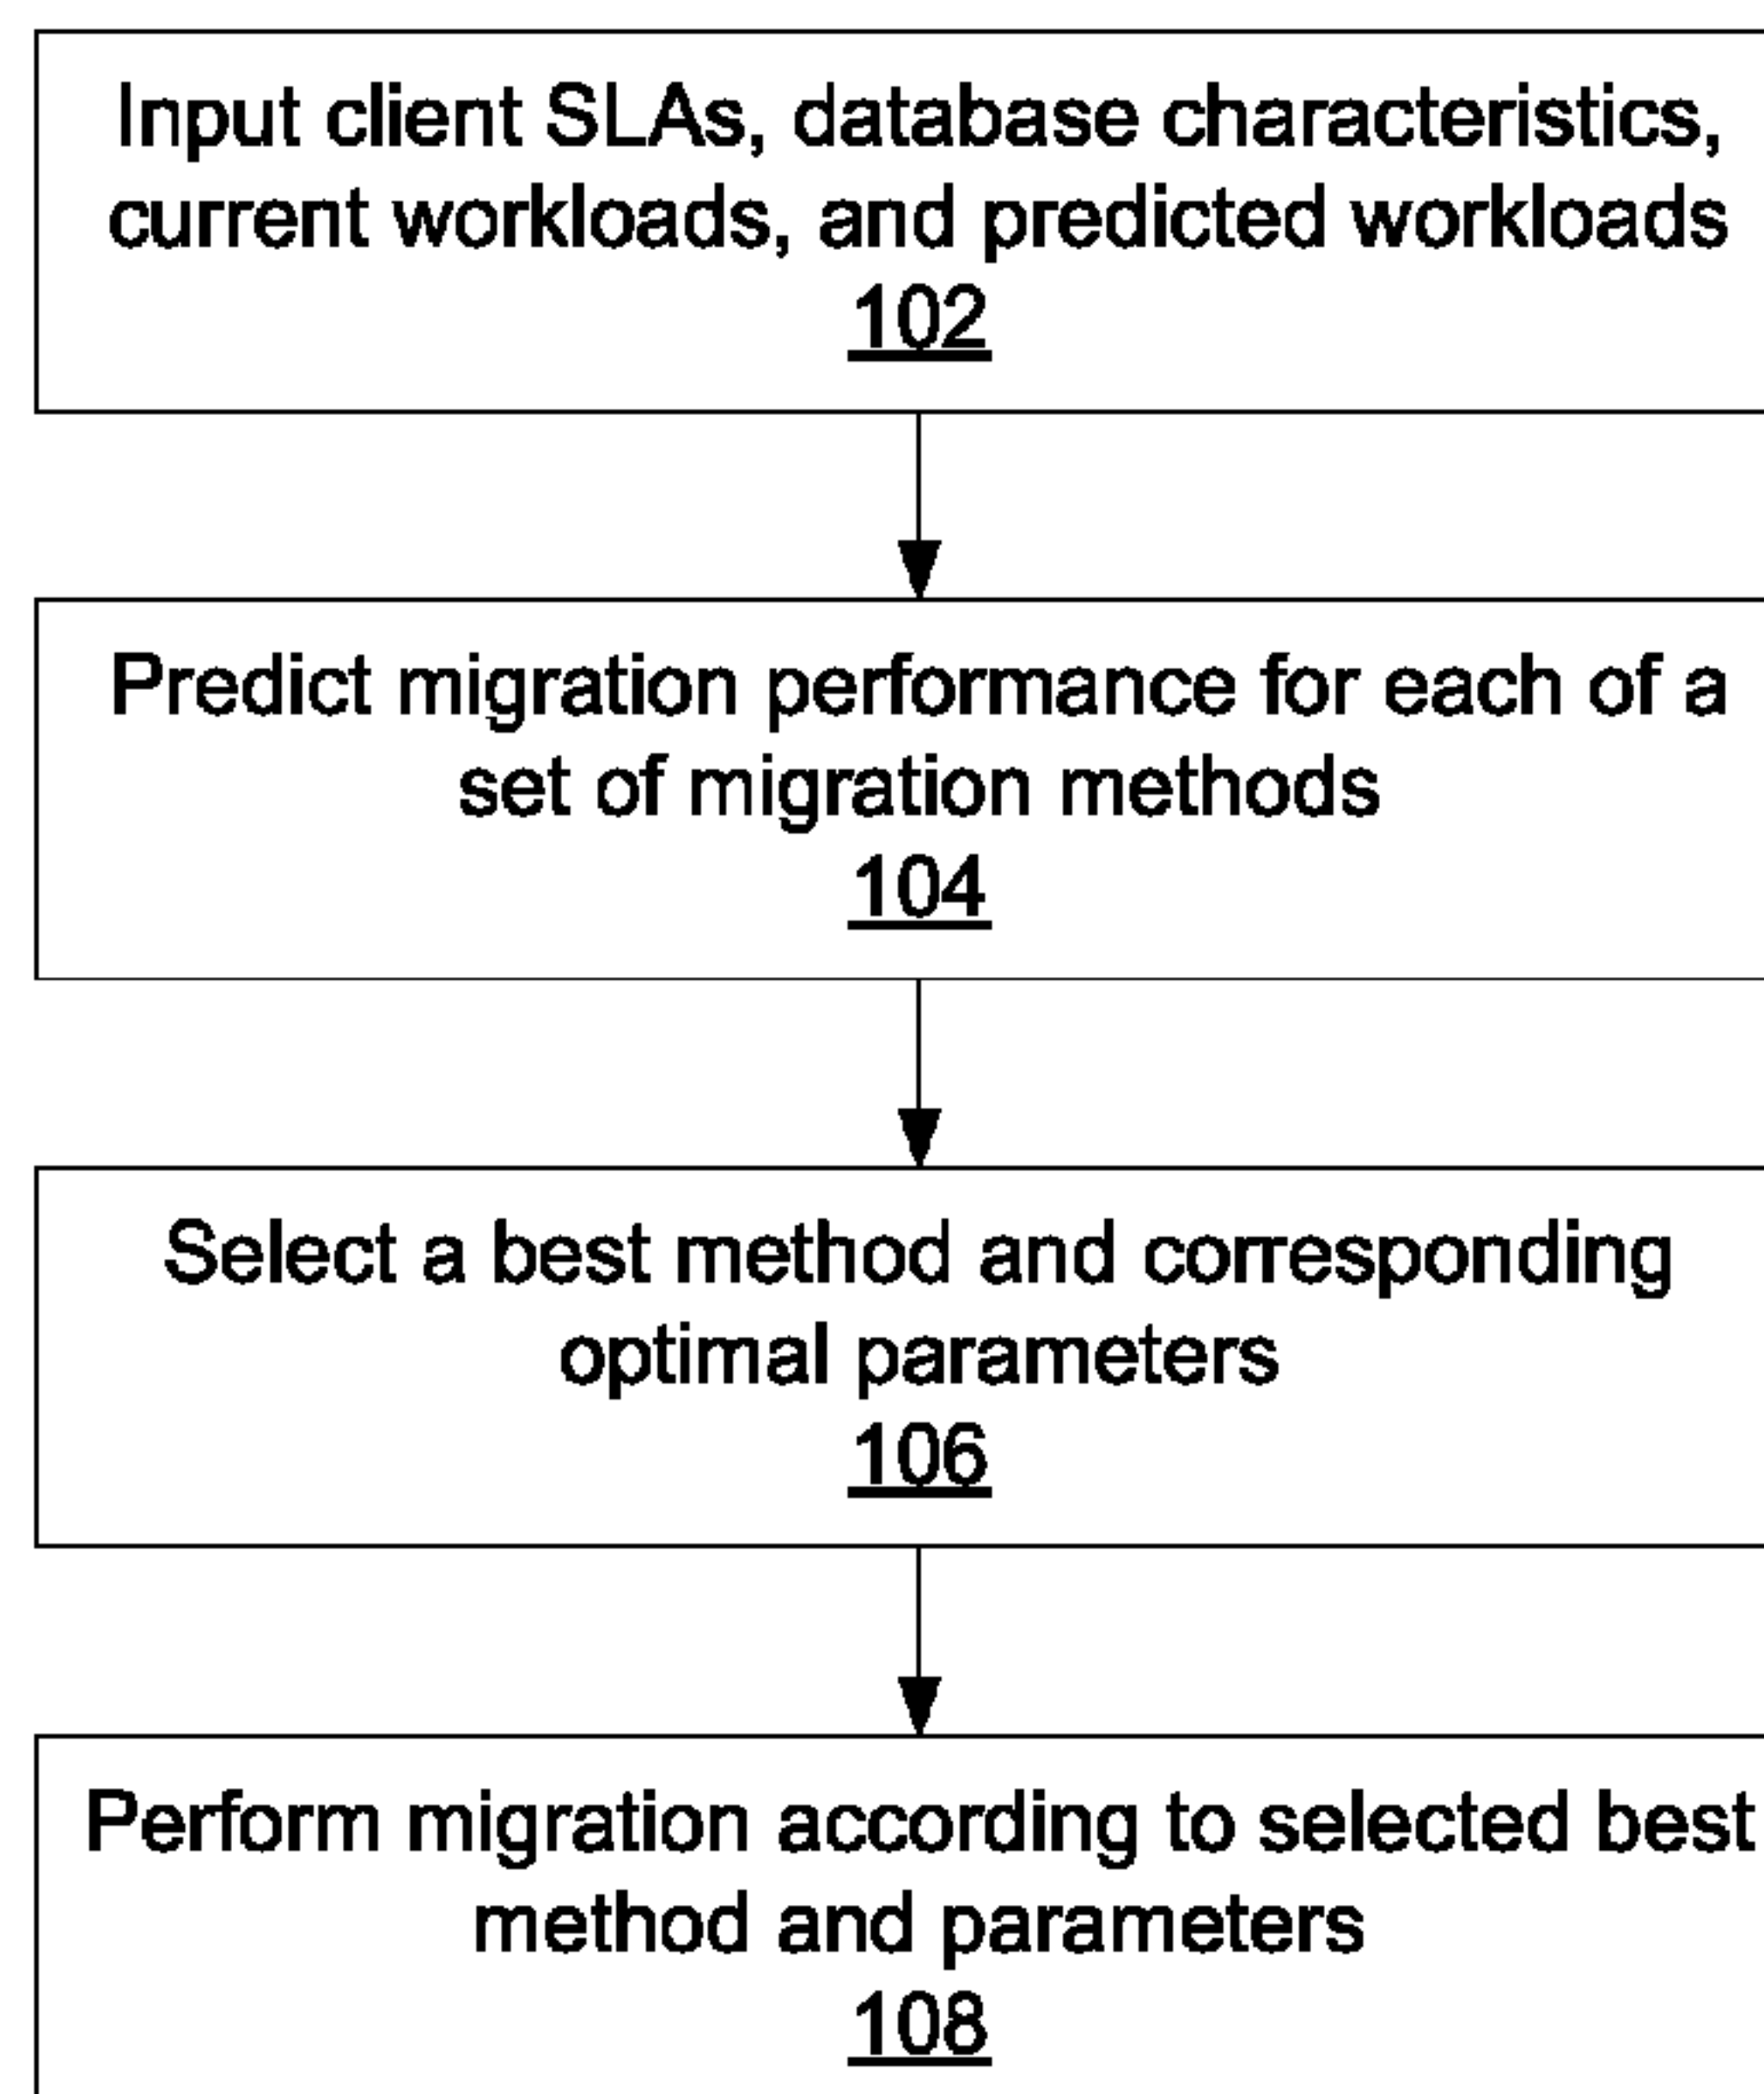 Input client SLAs, database characteristics,
current workloads, and predicted workloads
102
Predict migration performance for each of a
set of migration methods
104
Select a best method and corresponding
optimal parameters
106
Perform migration according to selected best
method and parameters
108